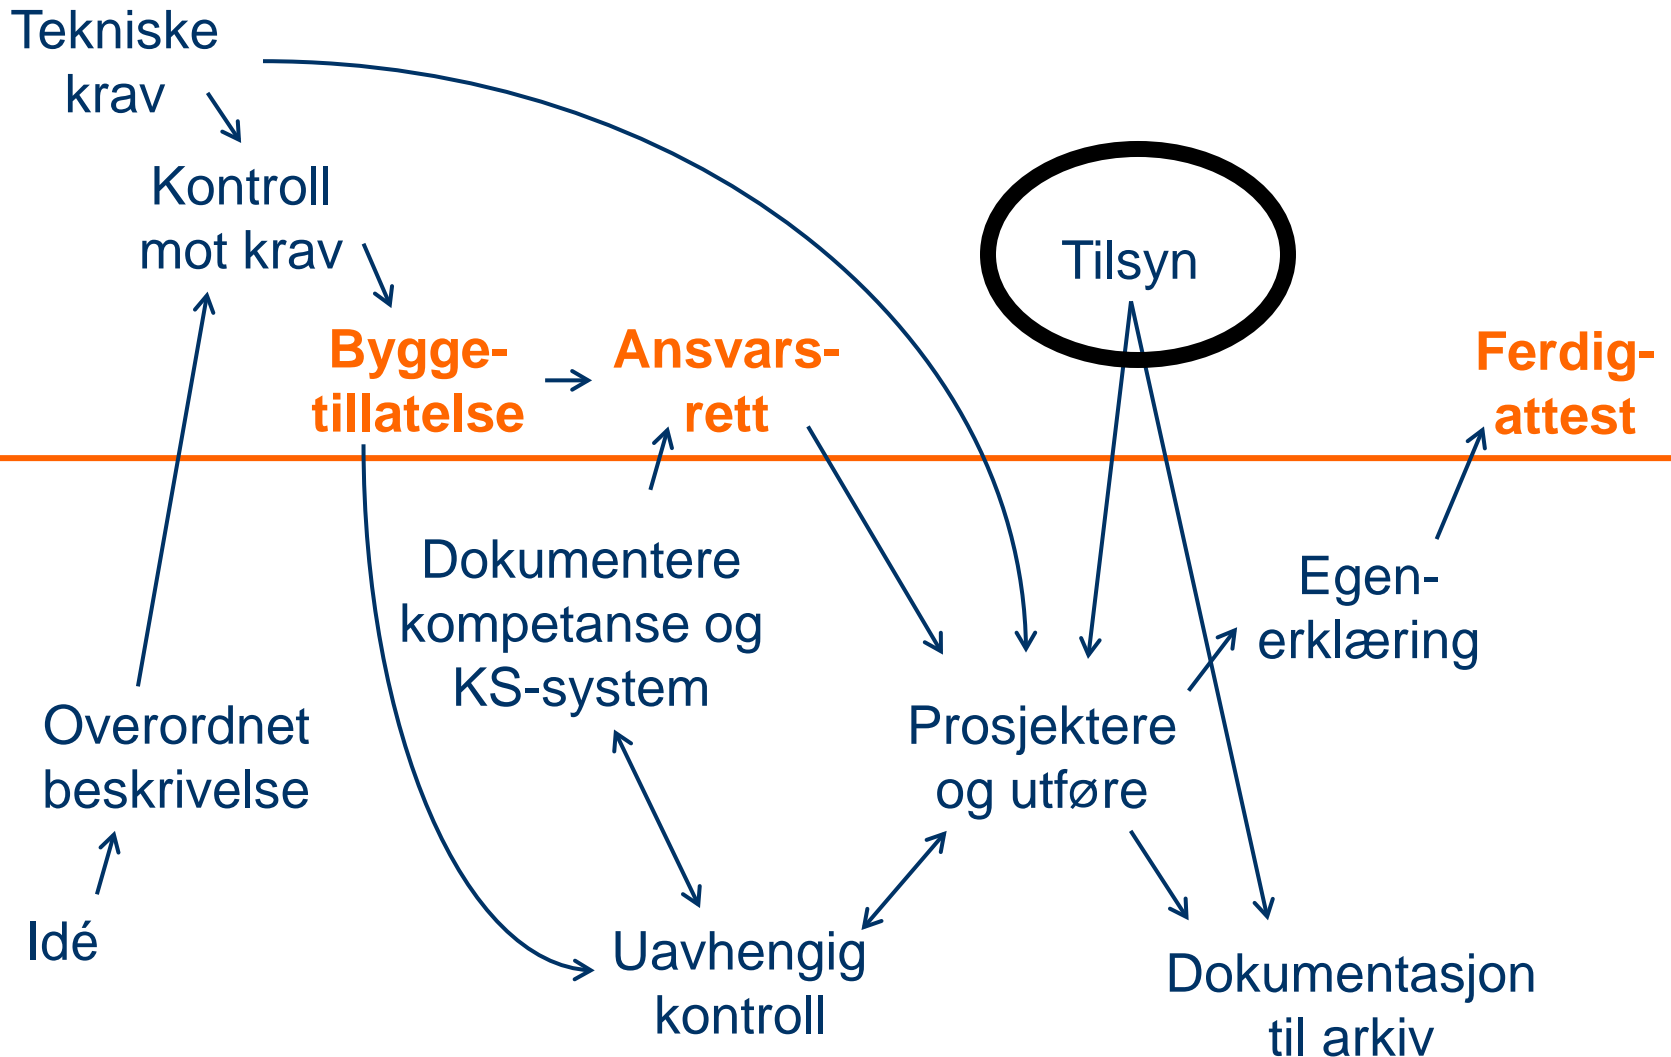 Tekniske
krav
Kontroll
mot krav
Tilsyn
Bygge-
tillatelse
Ansvars-
rett
Ferdig-
attest
Dokumentere
kompetanse og
KS-system
Egen-
erklæring
Overordnet
beskrivelse
Prosjektere
og utføre
Idé
Uavhengig
kontroll
Dokumentasjon
til arkiv